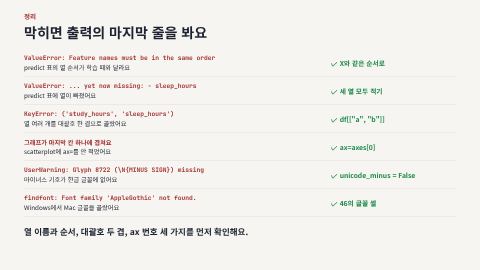 정리
막히면 출력의 마지막 줄을 봐요
ValueError: Feature names must be in the same order
predict 표의 열 순서가 학습 때와 달라요
✓ X와 같은 순서로
ValueError: ... yet now missing: - sleep_hours
predict 표에 열이 빠졌어요
✓ 세 열 모두 적기
KeyError: ('study_hours', 'sleep_hours')
열 여러 개를 대괄호 한 겹으로 골랐어요
✓ df[["a", "b"]]
그래프가 마지막 칸 하나에 겹쳐요
scatterplot에 ax=를 안 적었어요
✓ ax=axes[0]
UserWarning: Glyph 8722 (\N{MINUS SIGN}) missing
마이너스 기호가 한글 글꼴에 없어요
✓ unicode_minus = False
findfont: Font family 'AppleGothic' not found.
Windows에서 Mac 글꼴을 골랐어요
✓ 46의 글꼴 셀
열 이름과 순서, 대괄호 두 겹, ax 번호 세 가지를 먼저 확인해요.